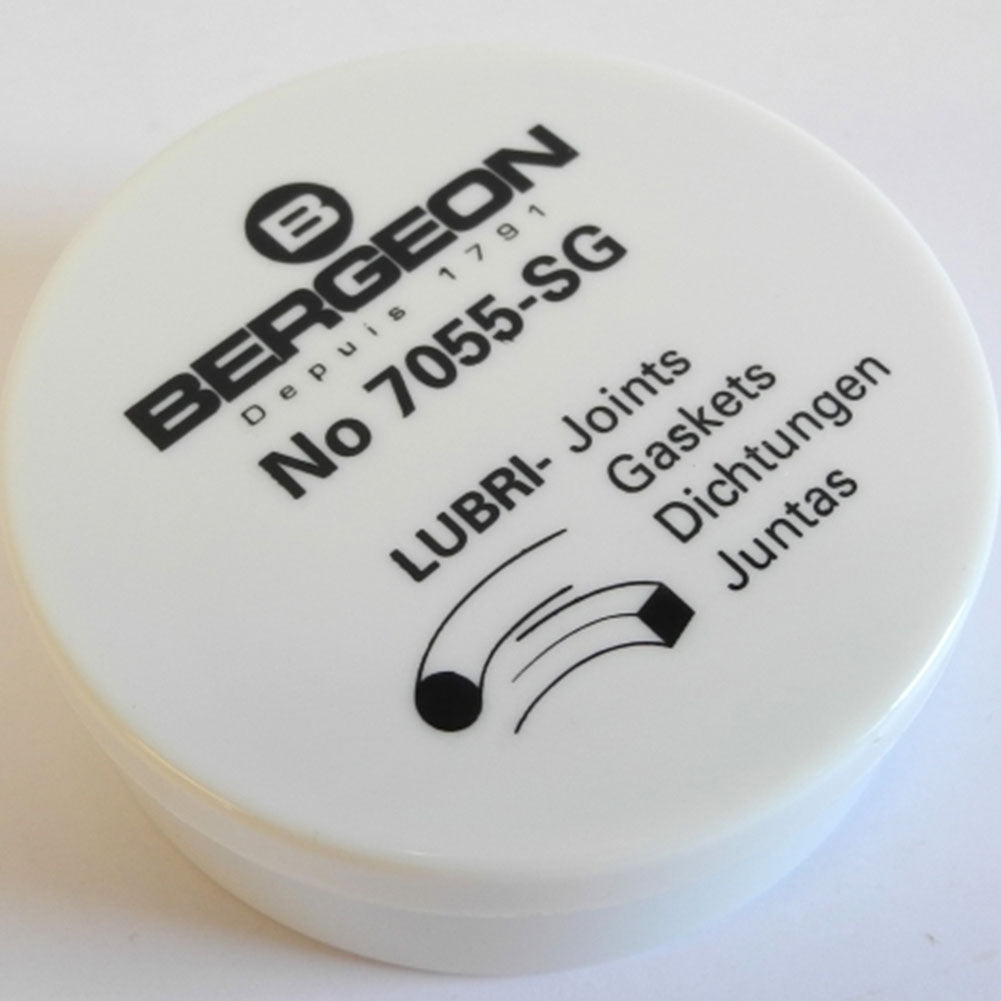 B
BERGEON
Depuis 1791
No 7055-SG
LUBRI- Joints
Gaskets
Dichtungen
Juntas